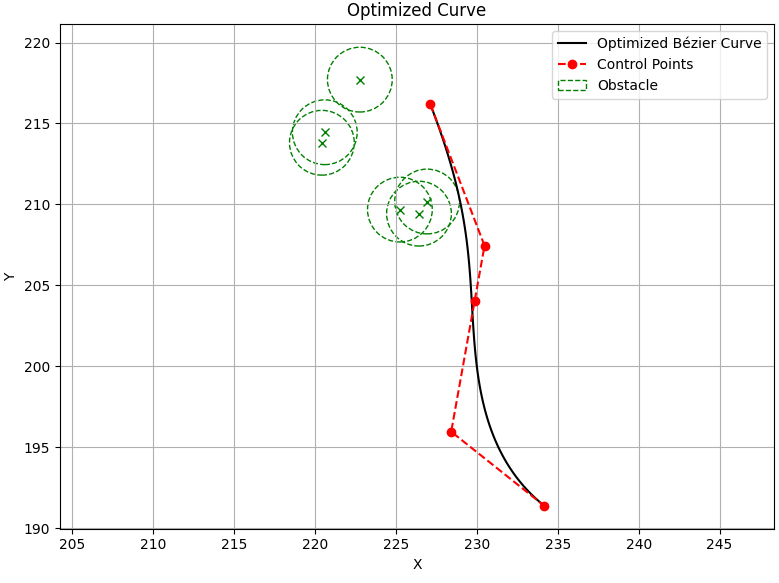 Optimized Curve
Optimized Bézier Curve
Control Points
Obstacle
220
215
210
205
200
195
190
Y
205
210
215
220
225
230
235
240
245
X